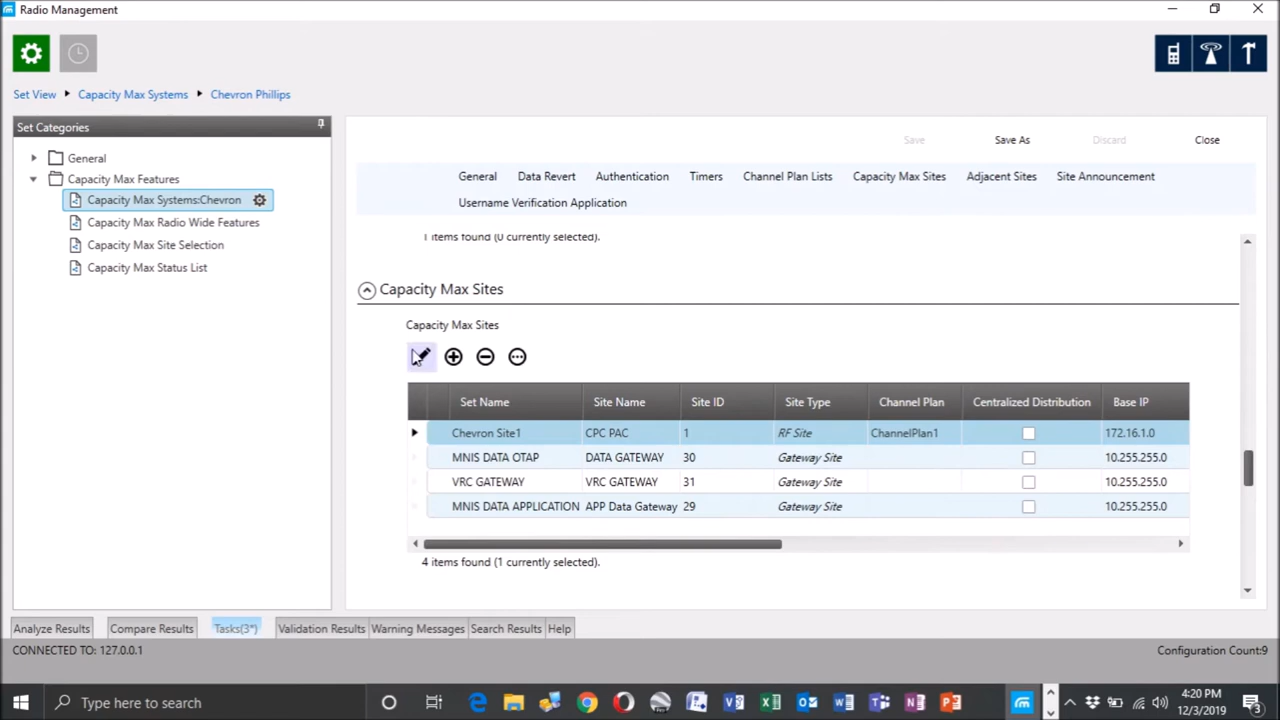 Radio Management
Set View Capacity Max Systems Chevron Phillips
Set Categories
General
Capacity Max Features
Capacity Max Systems:Chevron
Capacity Max Radio Wide Features
Capacity Max Site Selection
Capacity Max Status List
Save Save As Discard Close
General Data Revert Authentication Timers Channel Plan Lists Capacity Max Sites Adjacent Sites Site Announcement
Username Verification Application
1 items found (0 currently selected).
Capacity Max Sites
Capacity Max Sites
Set Name Site Name Site ID Site Type Channel Plan Centralized Distribution Base IP
Chevron Site1 CPC PAC 1 RF Site ChannelPlan1 172.16.1.0
MNIS DATA OTAP DATA GATEWAY 30 Gateway Site 10.255.255.0
VRC GATEWAY VRC GATEWAY 31 Gateway Site 10.255.255.0
MNIS DATA APPLICATION APP Data Gateway 29 Gateway Site 10.255.255.0
4 items found (1 currently selected).
Analyze Results Compare Results Tasks(3*) Validation Results Warning Messages Search Results Help
CONNECTED TO: 127.0.0.1 Configuration Count:9
Type here to search
4:20 PM
12/3/2019
3